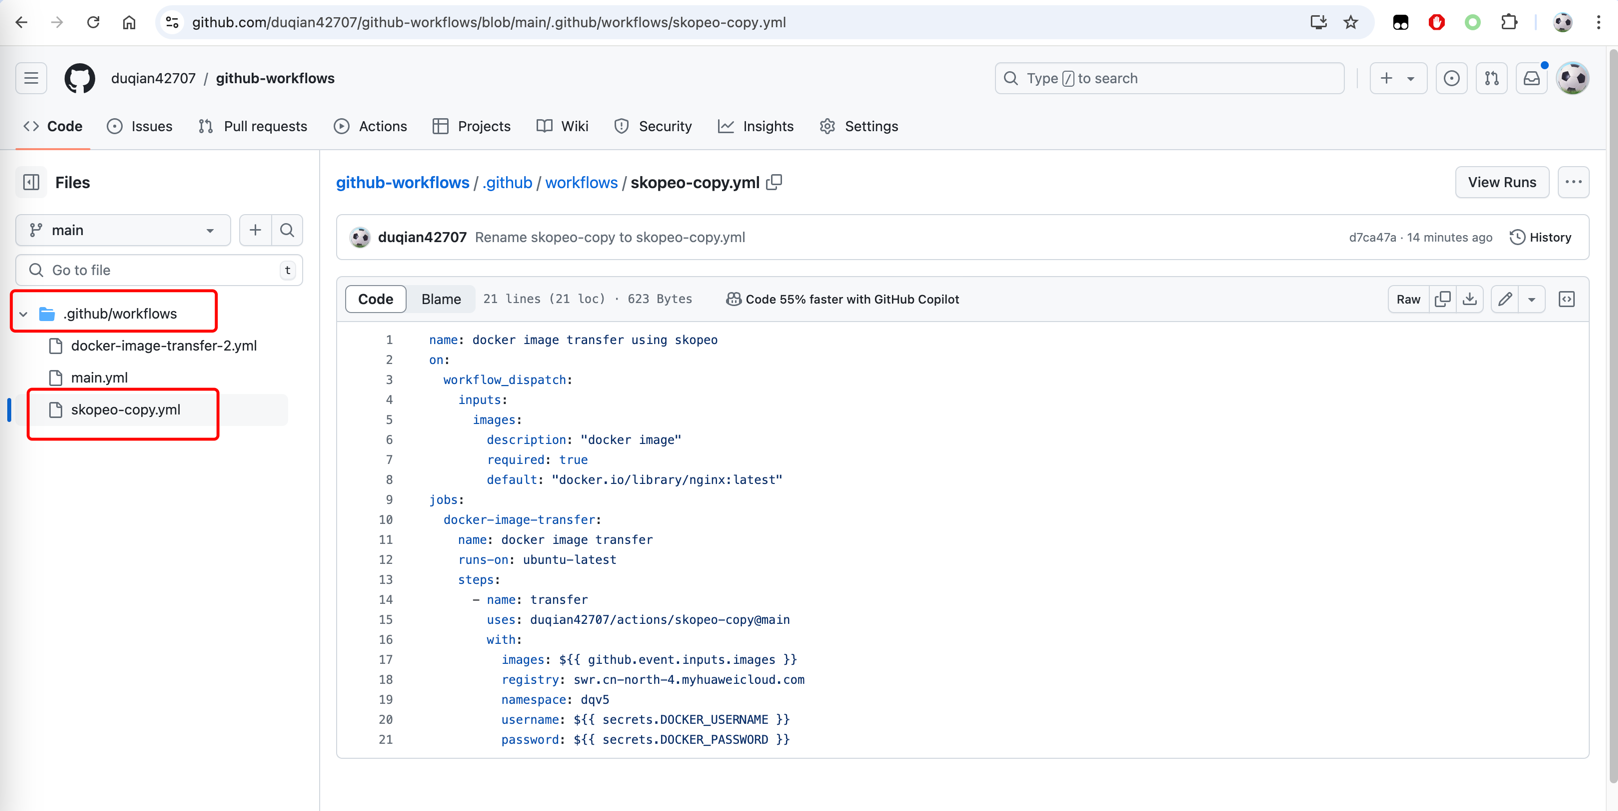 github.com/duqian42707/github-workflows/blob/main/.github/workflows/skopeo-copy.yml
duqian42707 / github-workflows
Type / to search
Code
Issues
Pull requests
Actions
Projects
Wiki
Security
Insights
Settings
Files
main
Go to file
t
.github/workflows
docker-image-transfer-2.yml
main.yml
skopeo-copy.yml
github-workflows / .github / workflows / skopeo-copy.yml
View Runs
duqian42707 Rename skopeo-copy to skopeo-copy.yml
d7ca47a · 14 minutes ago
History
Code
Blame
21 lines (21 loc) · 623 Bytes
Code 55% faster with GitHub Copilot
Raw
1 name: docker image transfer using skopeo
2 on:
3 workflow_dispatch:
4 inputs:
5 images:
6 description: "docker image"
7 required: true
8 default: "docker.io/library/nginx:latest"
9 jobs:
10 docker-image-transfer:
11 name: docker image transfer
12 runs-on: ubuntu-latest
13 steps:
14 - name: transfer
15 uses: duqian42707/actions/skopeo-copy@main
16 with:
17 images: ${{ github.event.inputs.images }}
18 registry: swr.cn-north-4.myhuaweicloud.com
19 namespace: dqv5
20 username: ${{ secrets.DOCKER_USERNAME }}
21 password: ${{ secrets.DOCKER_PASSWORD }}